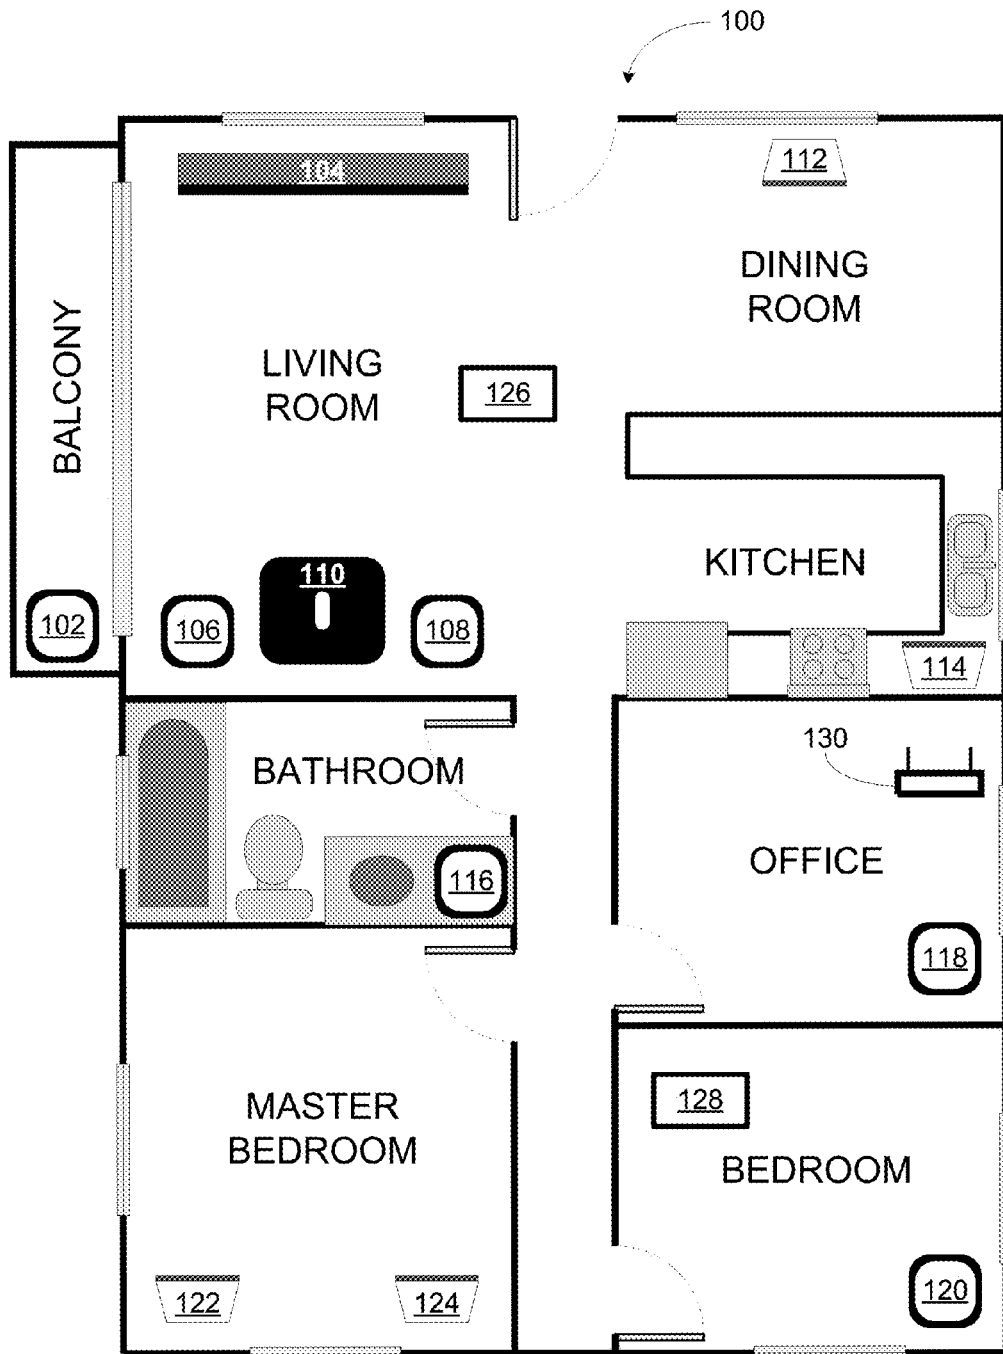 100
104
112
DINING
ROOM
BALCONY
LIVING
ROOM
126
KITCHEN
110
102
106
108
114
130
BATHROOM
OFFICE
116
118
128
MASTER
BEDROOM
BEDROOM
122
124
120